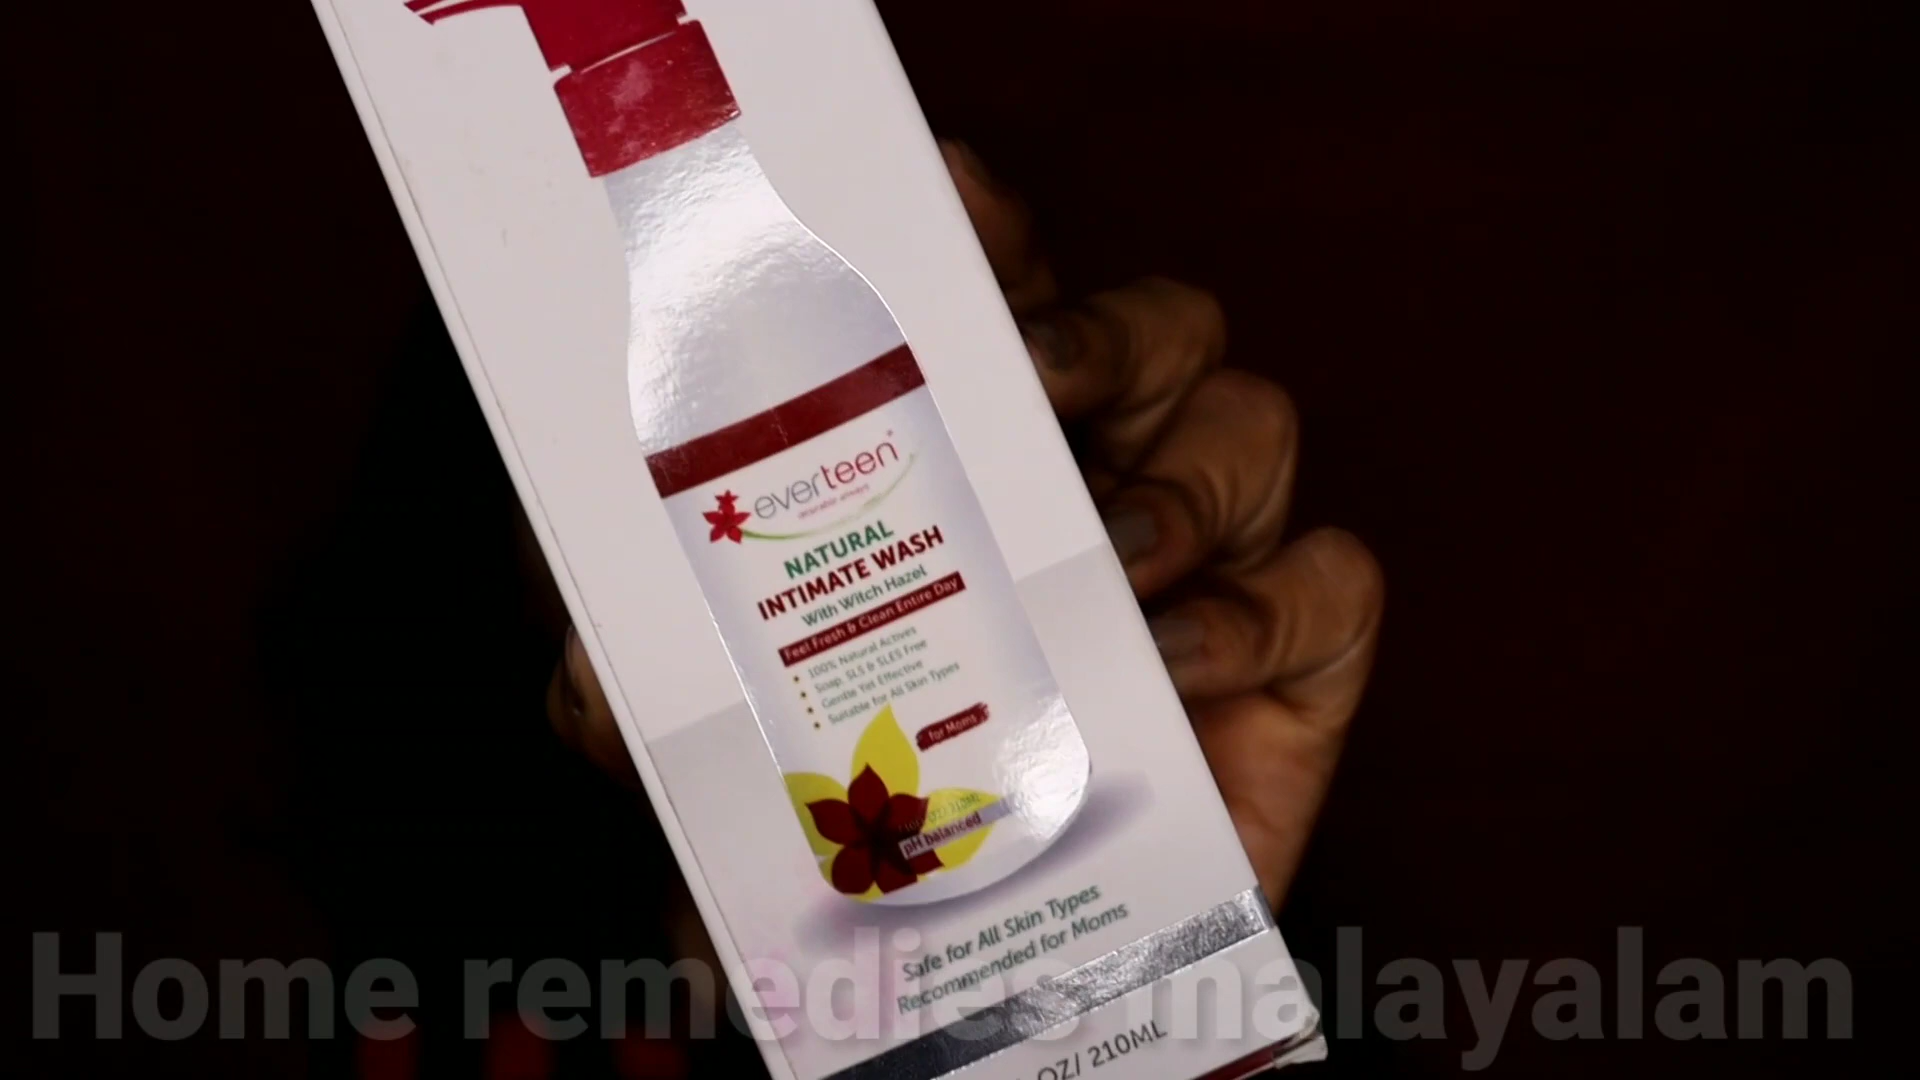 everteen
NATURAL
INTIMATE WASH
With Witch Hazel
Feel Fresh & Clean Entire Day
100% Natural Actives
Soap, SLS & SLES Free
Gentle Yet Effective
Suitable for All Skin Types
for Moms
pH balanced
Safe for All Skin Types
Recommended for Moms
OZ/ 210ML
Home remedies malayalam